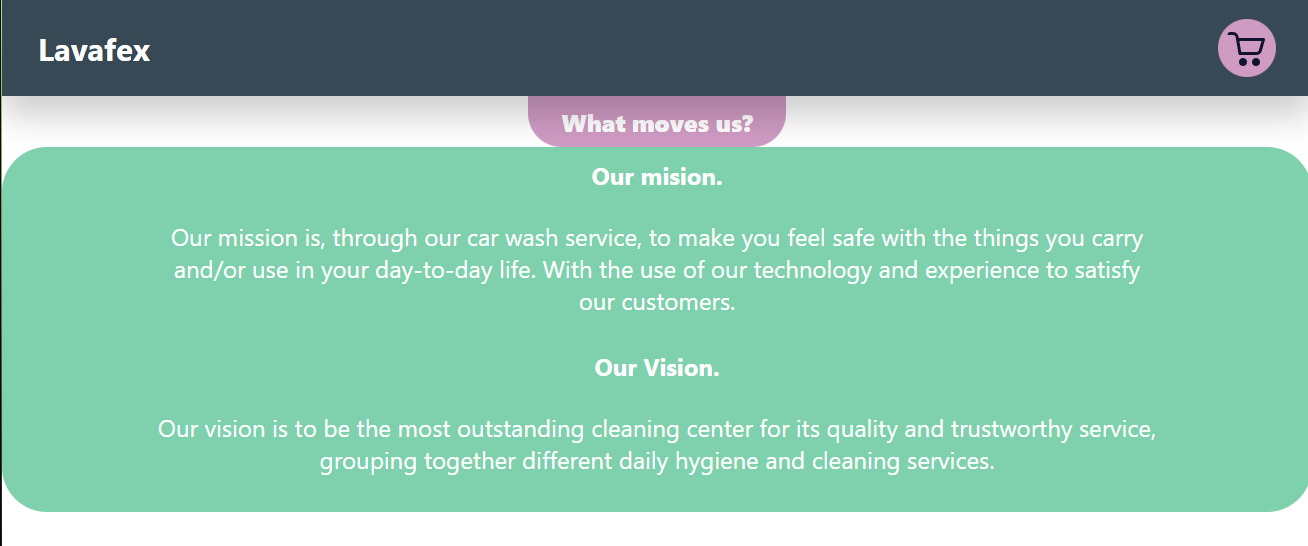 Lavafex
What moves us?
Our mision.
Our mission is, through our car wash service, to make you feel safe with the things you carry
and/or use in your day-to-day life. With the use of our technology and experience to satisfy
our customers.
Our Vision.
Our vision is to be the most outstanding cleaning center for its quality and trustworthy service,
grouping together different daily hygiene and cleaning services.